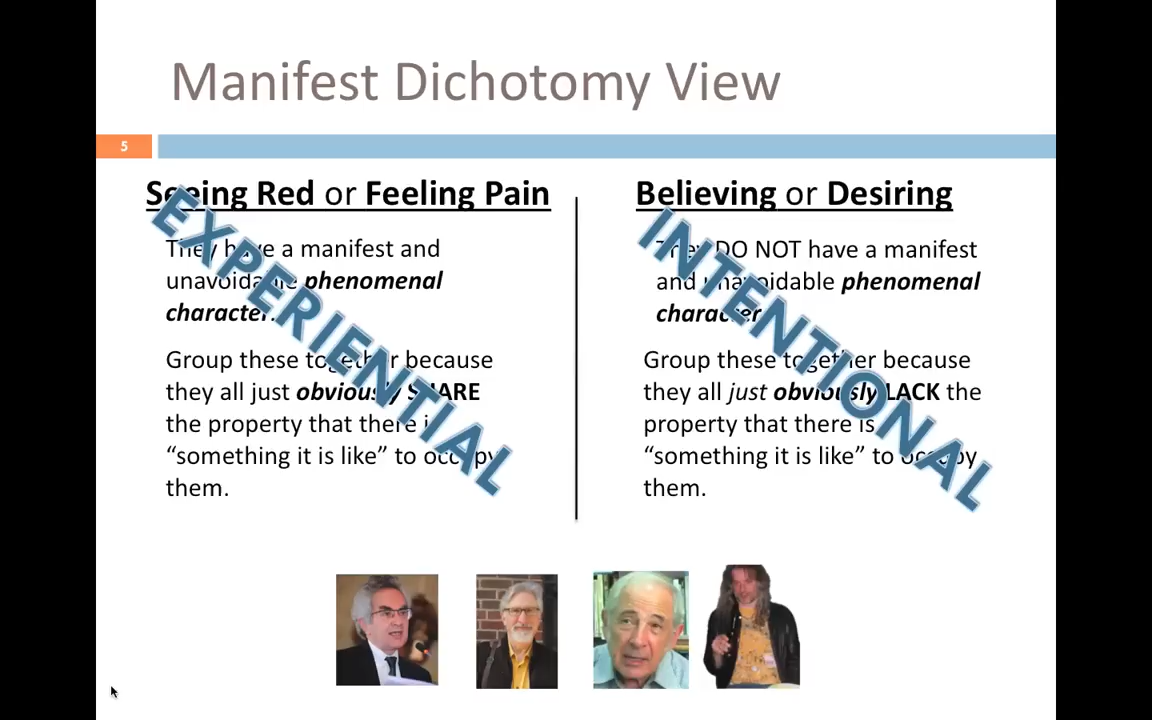 Manifest Dichotomy View
5
Seeing Red or Feeling Pain
They have a manifest and
unavoidable phenomenal
character.
Group these together because
they all just obviously SHARE
the property that there is
“something it is like” to occupy
them.
EXPERIENTIAL
Believing or Desiring
They DO NOT have a manifest
and unavoidable phenomenal
character
Group these together because
they all just obviously LACK the
property that there is
“something it is like” to occupy
them.
INTENTIONAL